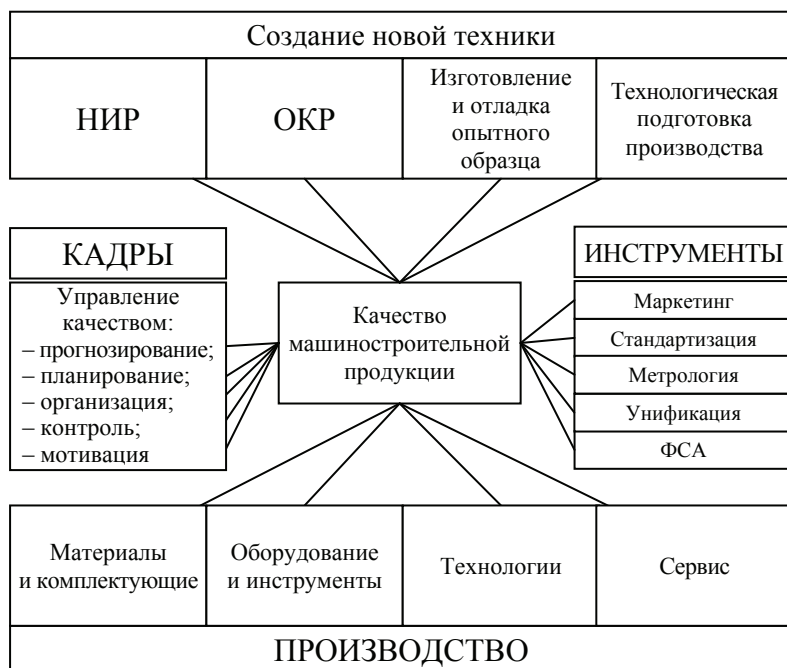 Создание новой техники
НИР
ОКР
Изготовление
и отладка
опытного
образца
Технологическая
подготовка
производства
КАДРЫ
Управление
качеством:
– прогнозирование;
– планирование;
– организация;
– контроль;
– мотивация
Качество
машиностроительной
продукции
ИНСТРУМЕНТЫ
Маркетинг
Стандартизация
Метрология
Унификация
ФСА
Материалы
и комплектующие
Оборудование
и инструменты
Технологии
Сервис
ПРОИЗВОДСТВО